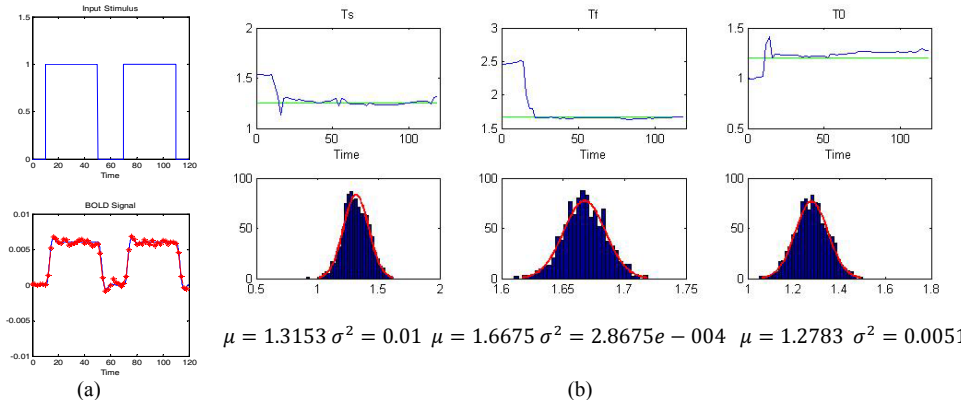 Input Stimulus
1.5
1
0.5
0
0 20 40 60 80 100 120
Time
BOLD Signal
0.01
0.005
0
-0.005
-0.01
0 20 40 60 80 100 120
Time
(a)
Ts
2
1.5
1
0 50 100
Time
Tf
3
2.5
2
1.5
0 50 100
Time
T0
1.5
1
0.5
0 50 100
Time
100
50
0
0.5 1 1.5 2
100
50
0
1.6 1.65 1.7 1.75
100
50
0
1 1.2 1.4 1.6 1.8
μ = 1.3153 σ² = 0.01 μ = 1.6675 σ² = 2.8675e − 004 μ = 1.2783 σ² = 0.0051
(b)